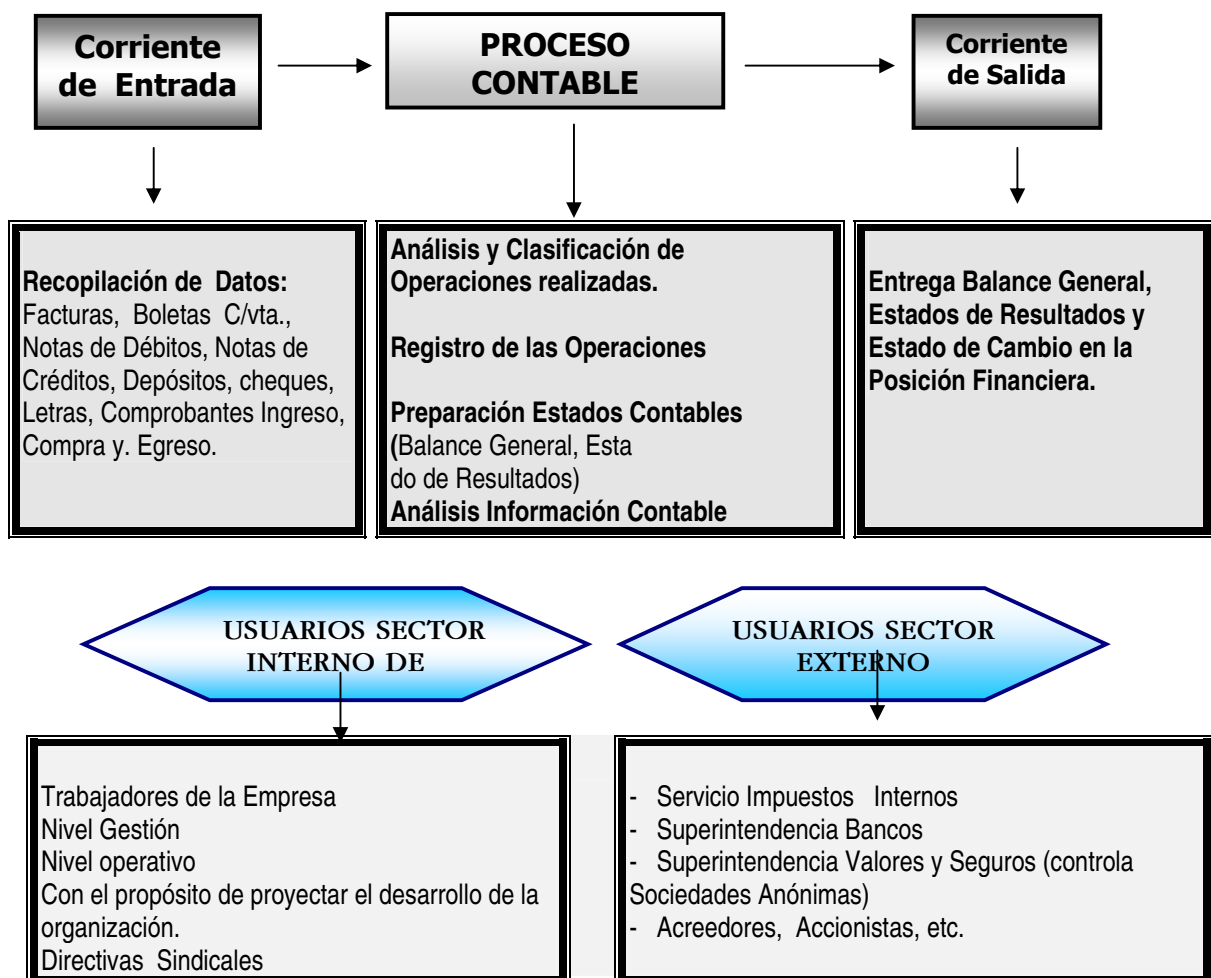 Corriente
de Entrada
PROCESO
CONTABLE
Corriente
de Salida
Recopilación de Datos:
Facturas, Boletas C/vta.,
Notas de Débitos, Notas de
Créditos, Depósitos, cheques,
Letras, Comprobantes Ingreso,
Compra y. Egreso.
Análisis y Clasificación de
Operaciones realizadas.
Registro de las Operaciones
Preparación Estados Contables
(Balance General, Esta
do de Resultados)
Análisis Información Contable
Entrega Balance General,
Estados de Resultados y
Estado de Cambio en la
Posición Financiera.
USUARIOS SECTOR
INTERNO DE
USUARIOS SECTOR
EXTERNO
Trabajadores de la Empresa
Nivel Gestión
Nivel operativo
Con el propósito de proyectar el desarrollo de la
organización.
Directivas Sindicales
- Servicio Impuestos Internos
- Superintendencia Bancos
- Superintendencia Valores y Seguros (controla
Sociedades Anónimas)
- Acreedores, Accionistas, etc.